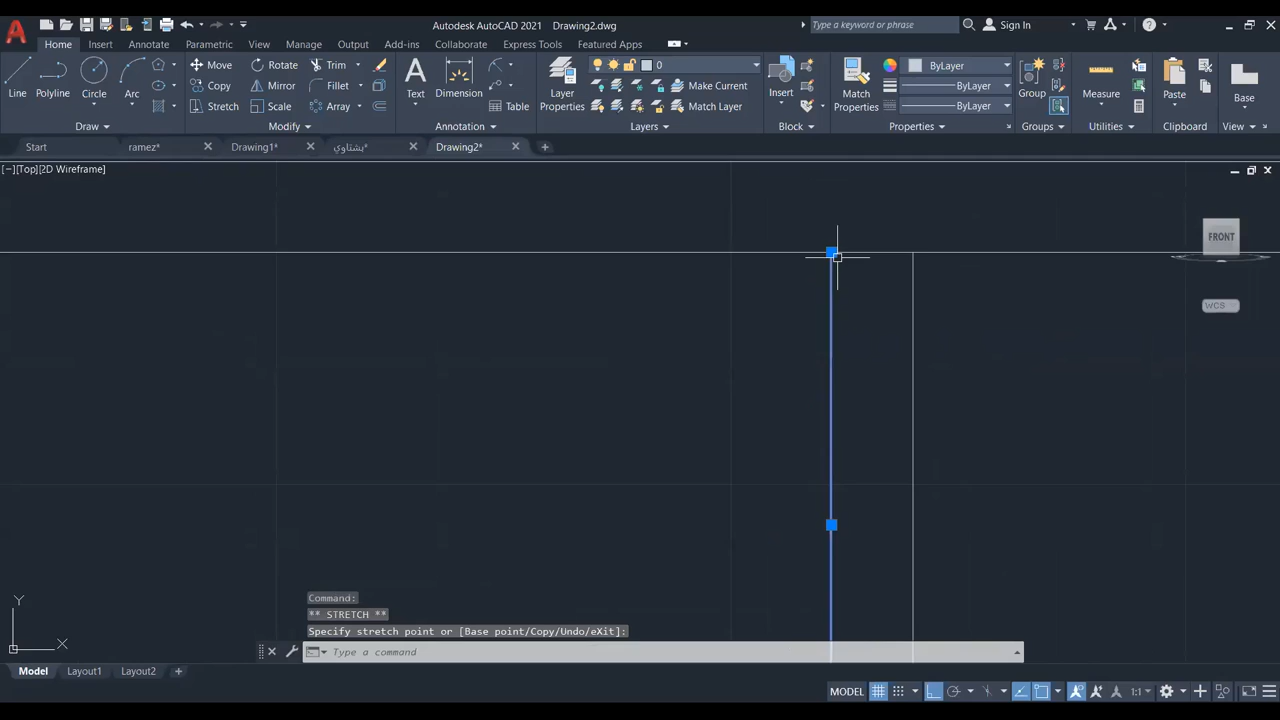 Autodesk AutoCAD 2021 Drawing2.dwg
Type a keyword or phrase
Sign In
Home Insert Annotate Parametric View Manage Output Add-ins Collaborate Express Tools Featured Apps
Move Rotate Trim
0
ByLayer
Copy Mirror Fillet
Make Current
ByLayer
Line Polyline Circle Arc
Text Dimension
Layer Properties
Insert
Match Properties
Group
Measure
Paste
Base
Stretch Scale Array
Table
Match Layer
ByLayer
Draw Modify Annotation Layers Block Properties Groups Utilities Clipboard View
Start ramez* Drawing1* بشتاوي* Drawing2*
[−][Top][2D Wireframe]
FRONT
WCS
Command:
** STRETCH **
Specify stretch point or [Base point/Copy/Undo/eXit]:
Y
X
Type a command
Model Layout1 Layout2 +
MODEL
1:1